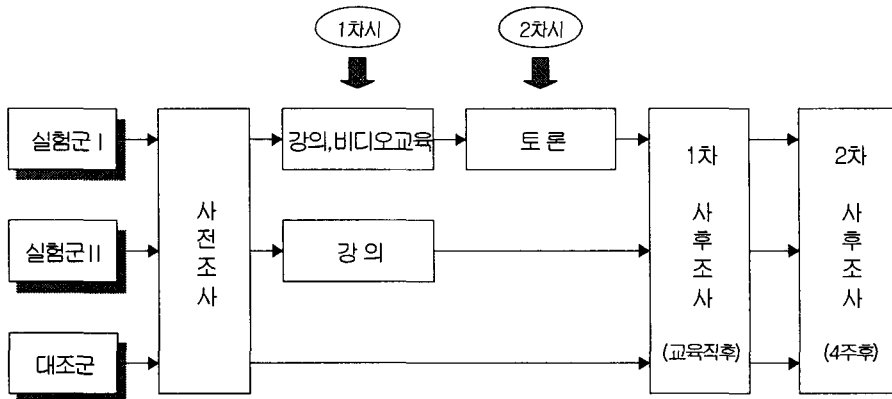 1차시
2차시
실험군 I
사전조사
강의,비디오교육
토 론
1차 사후조사
(교육직후)
2차 사후조사
(4주후)
실험군 II
강 의
대조군